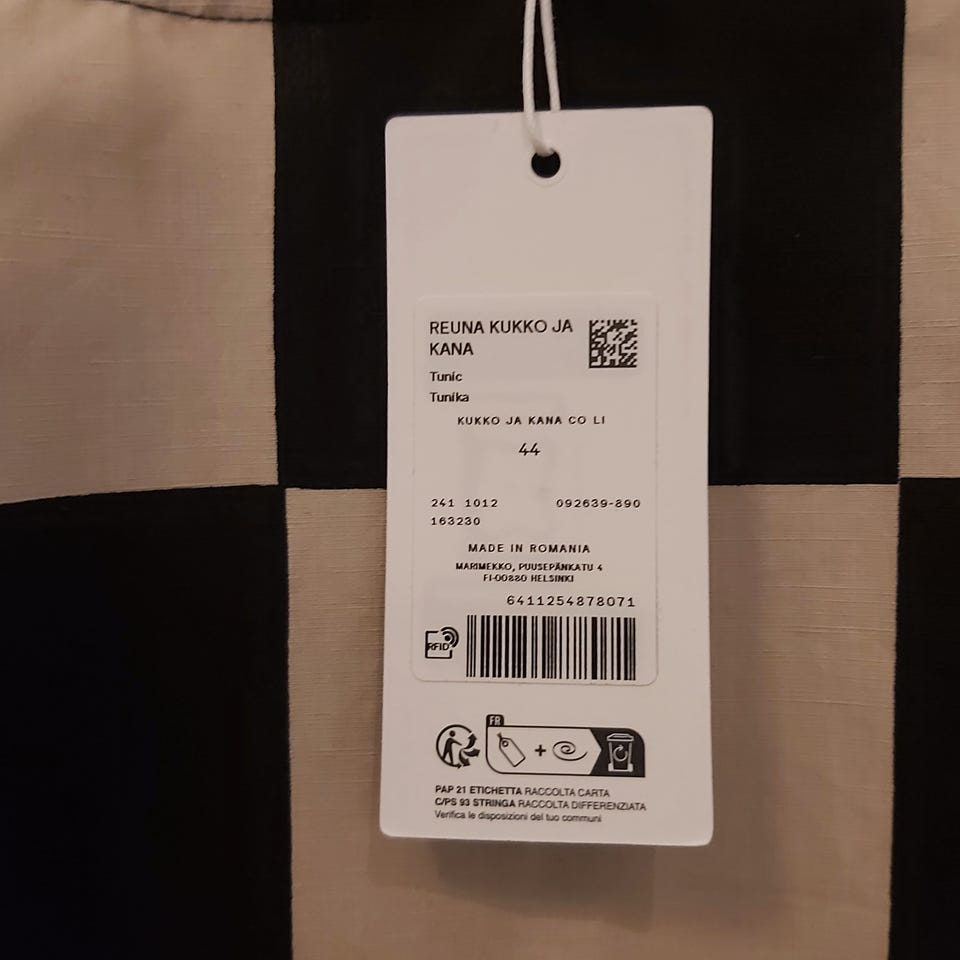 REUNA KUKKO JA
KANA
Tunic
Tunika
KUKKO JA KANA CO LI
44
241 1012 092639-890
163230
MADE IN ROMANIA
MARIMEKKO, PUUSEPÄNKATU 4
FI-00880 HELSINKI
6411254878071
RFID
FR
+
PAP 21 ETICHETTA RACCOLTA CARTA
C/PS 93 STRINGA RACCOLTA DIFFERENZIATA
Verifica le disposizioni del tuo communi